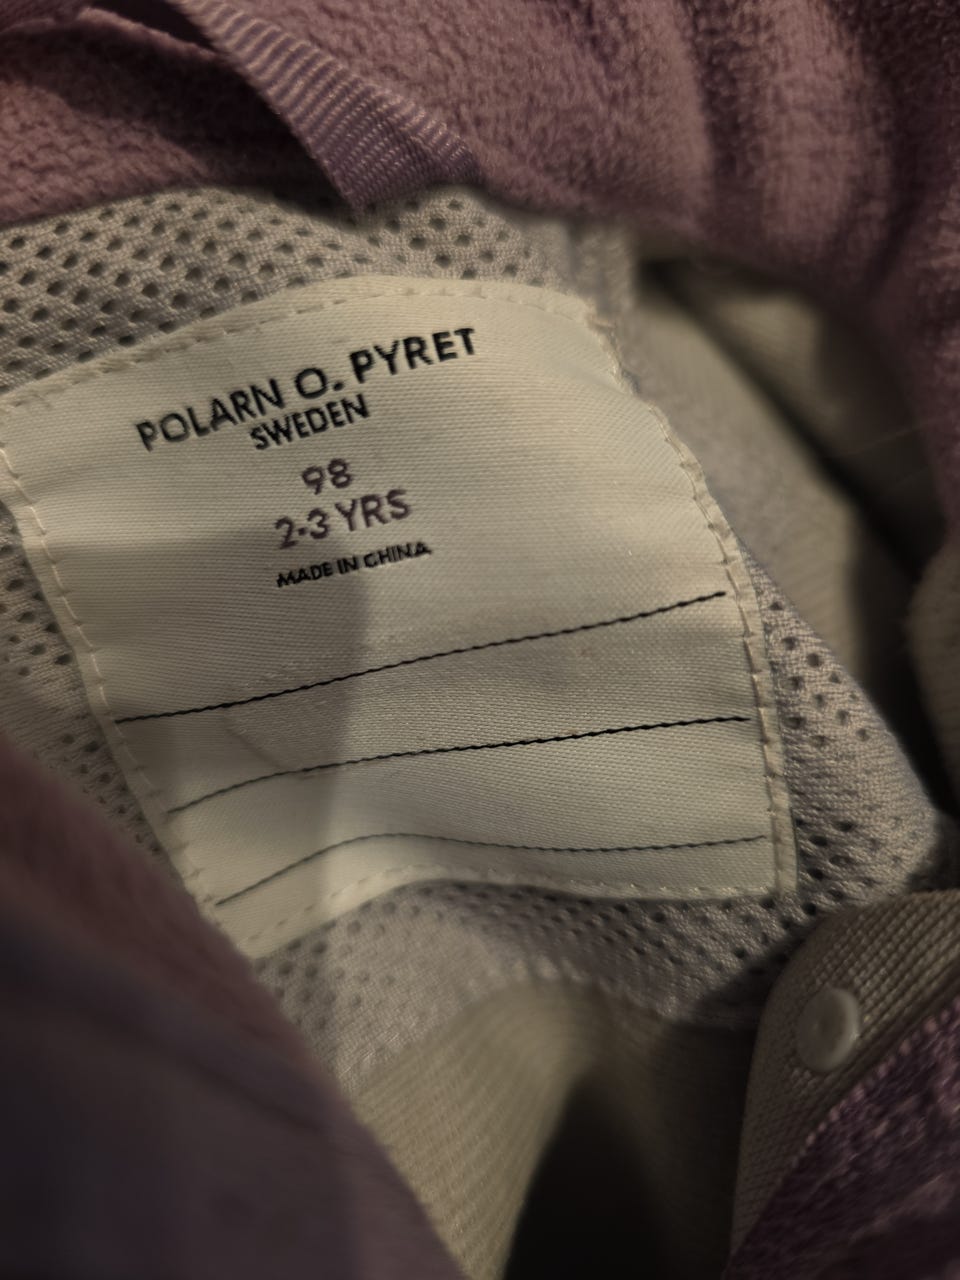 POLARN O. PYRET
SWEDEN
98
2-3 YRS
MADE IN CHINA